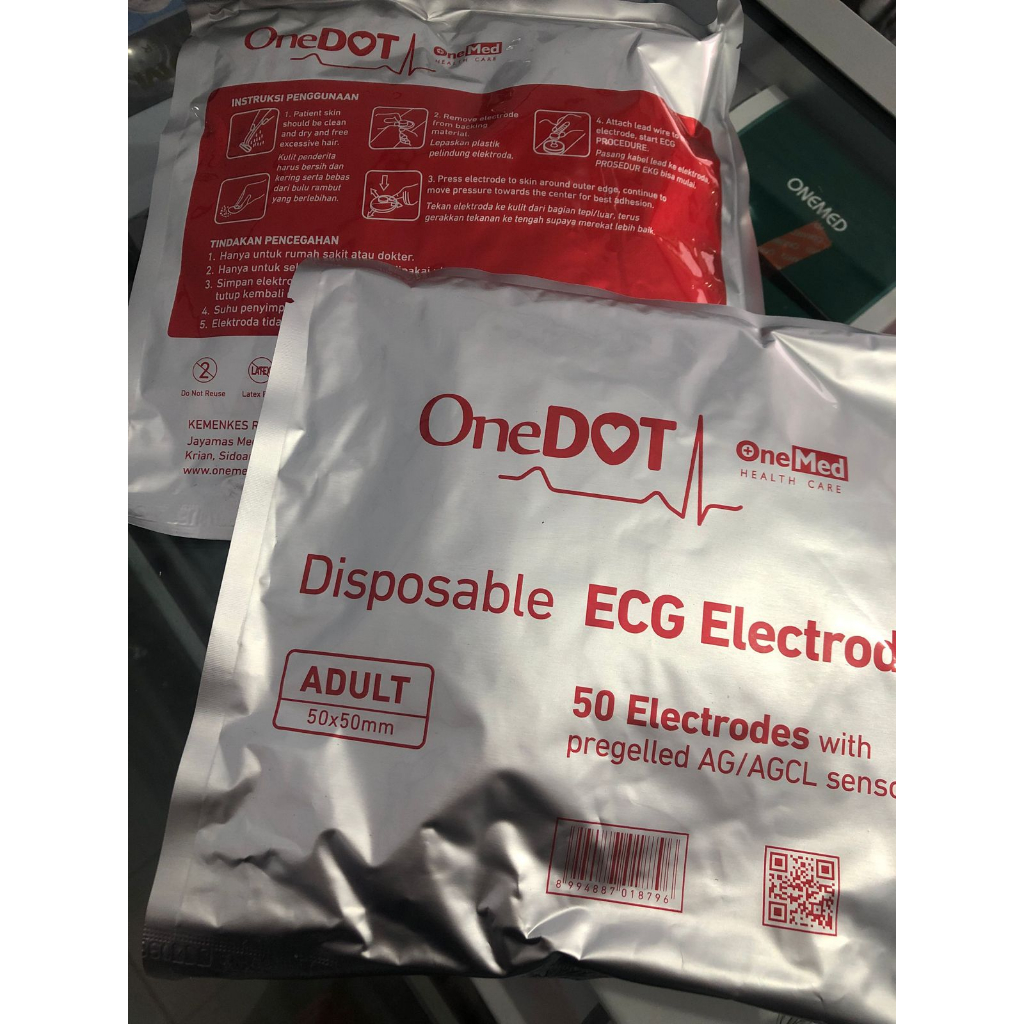 OneDOT
OneMed
HEALTH CARE
INSTRUKSI PENGGUNAAN
1. Patient skin
should be clean
and dry and free
excessive hair.
Kulit penderita
harus bersih dan
kering serta bebas
dari bulu rambut
yang berlebihan.
2. Remove electrode
from backing
material.
Lepaskan plastik
pelindung elektroda.
4. Attach lead wire to
electrode, start ECG
PROCEDURE.
Pasang kabel lead ke elektroda,
PROSEDUR EKG bisa mulai.
3. Press electrode to skin around outer edge, continue to
move pressure towards the center for best adhesion.
Tekan elektroda ke kulit dari bagian tepi/luar, terus
gerakkan tekanan ke tengah supaya merekat lebih baik.
TINDAKAN PENCEGAHAN
1. Hanya untuk rumah sakit atau dokter.
2. Hanya untuk
3. Simpan
tutup kembali
4. Suhu
5. Elektroda
2
LATEX
Do Not Reuse
Latex
KEMENKES
Jayamas
Krian,
ONEMED
OneDOT
OneMed
HEALTH CARE
Disposable ECG
ADULT
50x50mm
50 Electrodes with
pregelled AG/AGCL
8 994887 018796